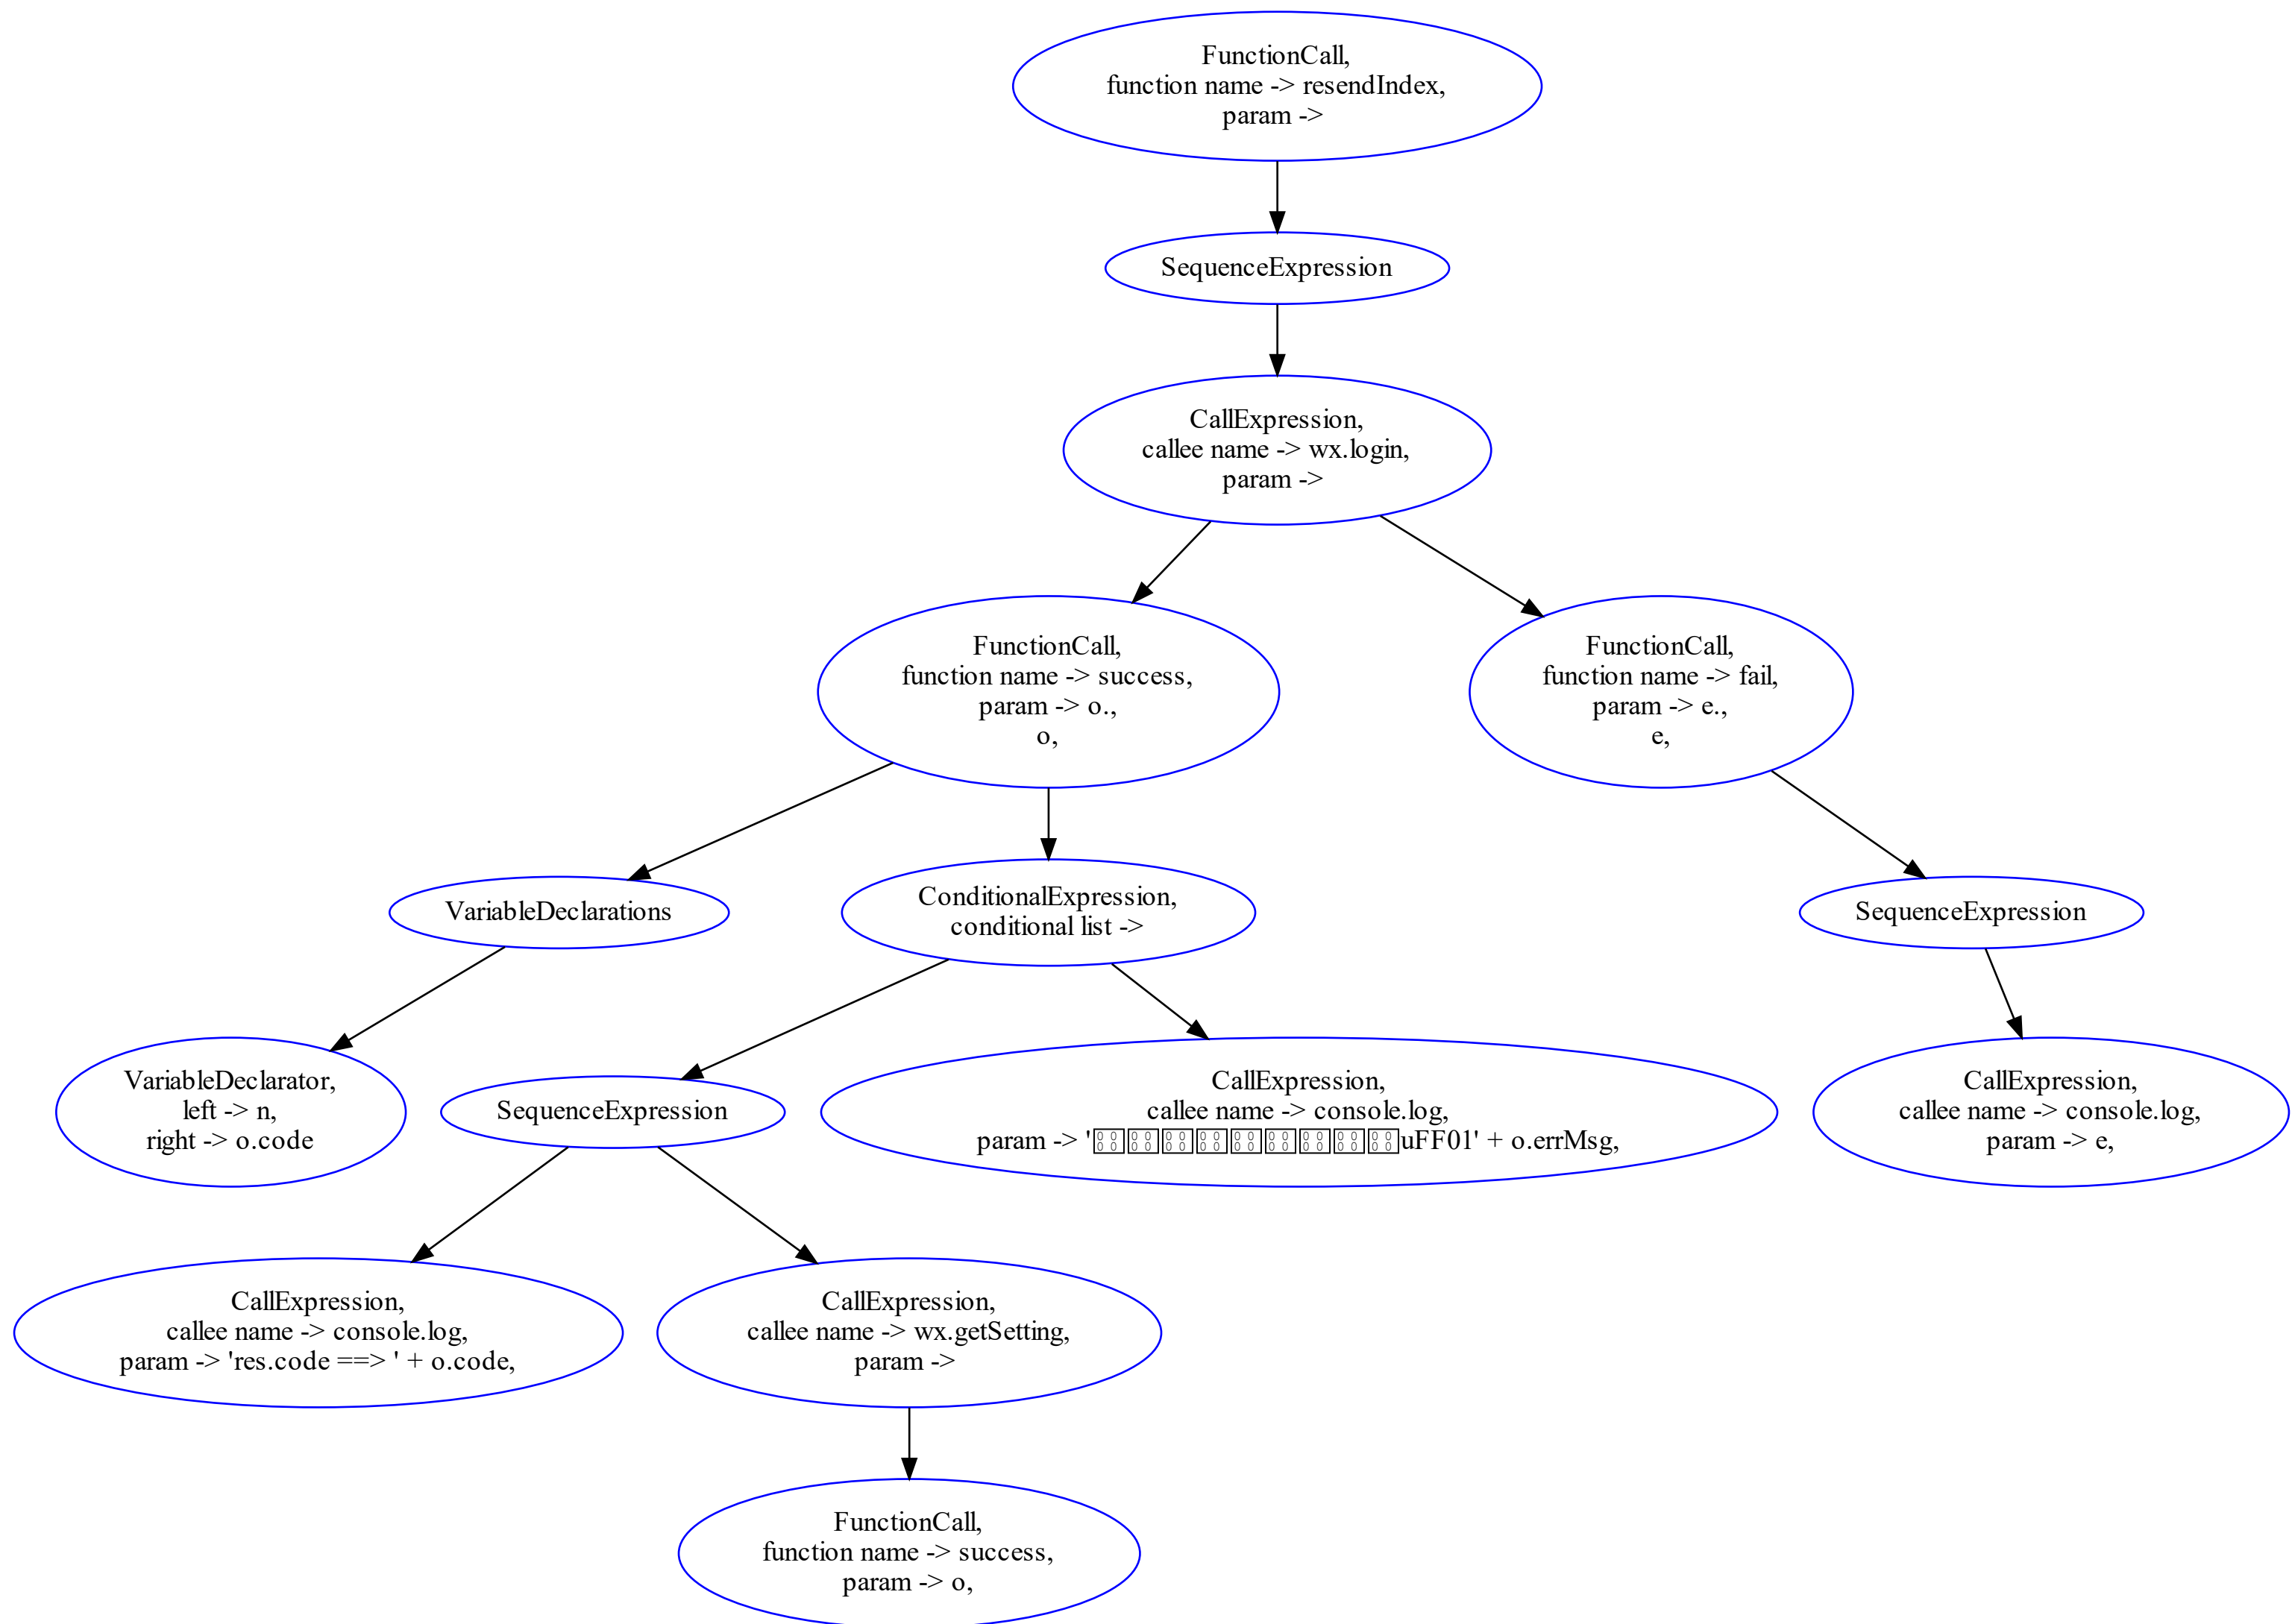 FunctionCall,
function name -> resendIndex,
param ->
SequenceExpression
CallExpression,
callee name -> wx.login,
param ->
FunctionCall,
function name -> success,
param -> o.,
o,
FunctionCall,
function name -> fail,
param -> e.,
e,
VariableDeclarations
ConditionalExpression,
conditional list ->
SequenceExpression
VariableDeclarator,
left -> n,
right -> o.code
SequenceExpression
CallExpression,
callee name -> console.log,
param -> 'uFF01' + o.errMsg,
CallExpression,
callee name -> console.log,
param -> e,
CallExpression,
callee name -> console.log,
param -> 'res.code ==> ' + o.code,
CallExpression,
callee name -> wx.getSetting,
param ->
FunctionCall,
function name -> success,
param -> o,